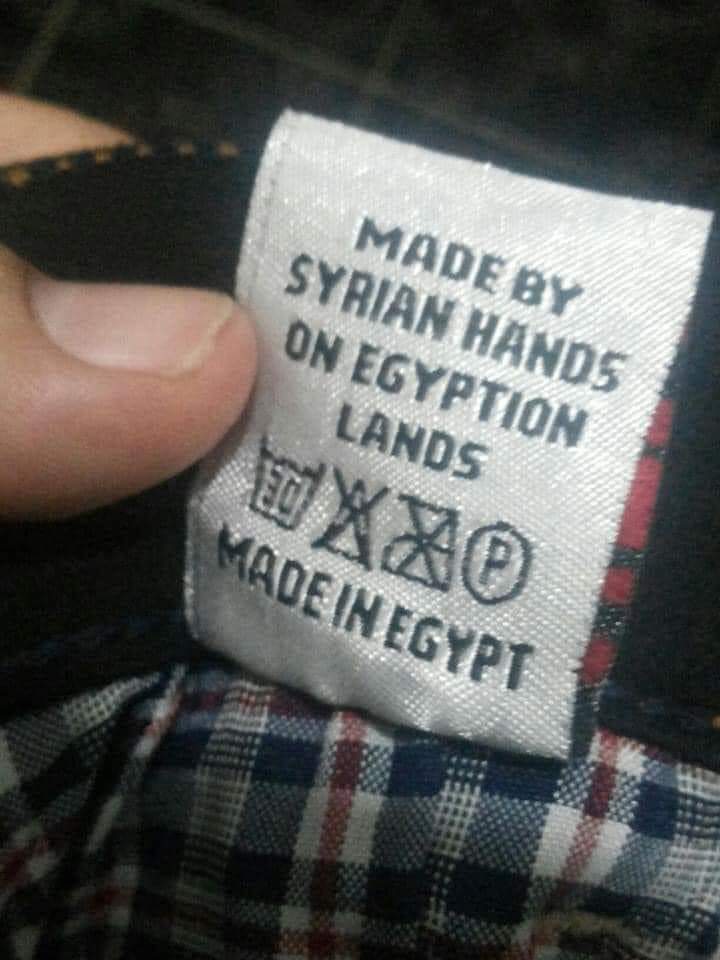 MADE BY
SYRIAN HANDS
ON EGYPTION
LANDS
30 P
MADE IN EGYPT